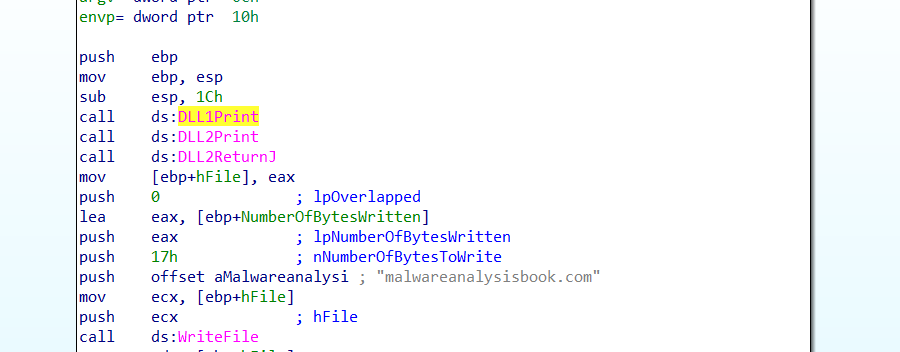 envp= dword ptr  10h
push    ebp
mov     ebp, esp
sub     esp, 1Ch
call    ds:DLL1Print
call    ds:DLL2Print
call    ds:DLL2ReturnJ
mov     [ebp+hFile], eax
push    0               ; lpOverlapped
lea     eax, [ebp+NumberOfBytesWritten]
push    eax             ; lpNumberOfBytesWritten
push    17h             ; nNumberOfBytesToWrite
push    offset aMalwareanalysi ; "malwareanalysisbook.com"
mov     ecx, [ebp+hFile]
push    ecx             ; hFile
call    ds:WriteFile